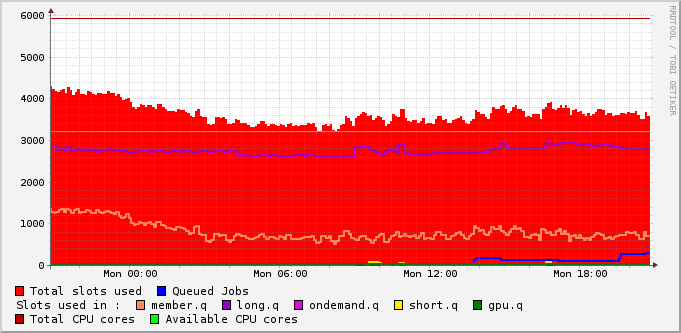 RRDTOOL / TOBI OETIKER
6000
5000
4000
3000
2000
1000
0
Mon 00:00 Mon 06:00 Mon 12:00 Mon 18:00
Total slots used Queued Jobs
Slots used in : member.q long.q ondemand.q short.q gpu.q
Total CPU cores Available CPU cores